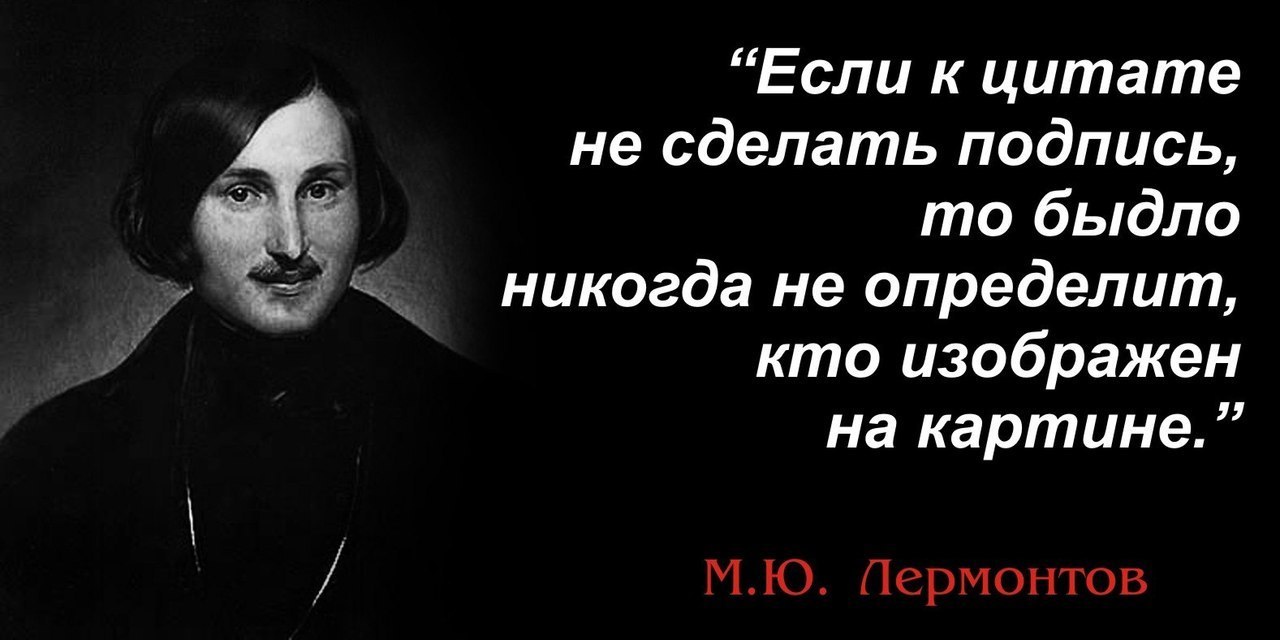 “Если к цитате
не сделать подпись,
то быдло
никогда не определит,
кто изображен
на картине.”
М.Ю. Лермонтов